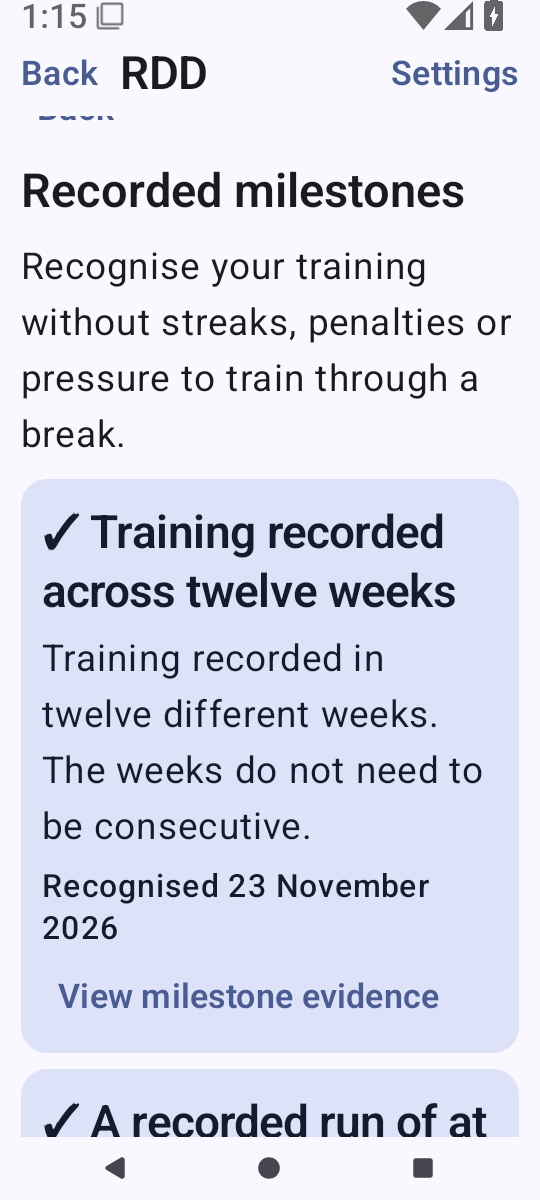 1:15
Back RDD Settings
Back
Recorded milestones
Recognise your training
without streaks, penalties or
pressure to train through a
break.
✓ Training recorded
across twelve weeks
Training recorded in
twelve different weeks.
The weeks do not need to
be consecutive.
Recognised 23 November
2026
View milestone evidence
✓ A recorded run of at